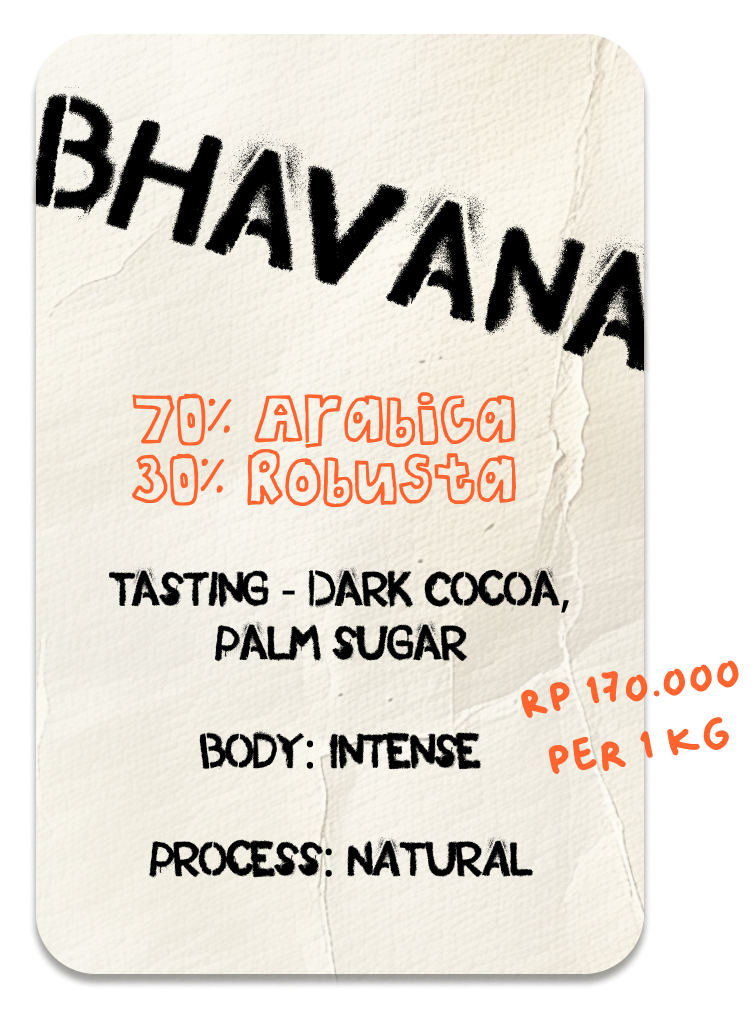 BHAVANA
70% Arabica
30% Robusta
TASTING - DARK COCOA,
PALM SUGAR
RP 170.000
PER 1 KG
BODY: INTENSE
PROCESS: NATURAL